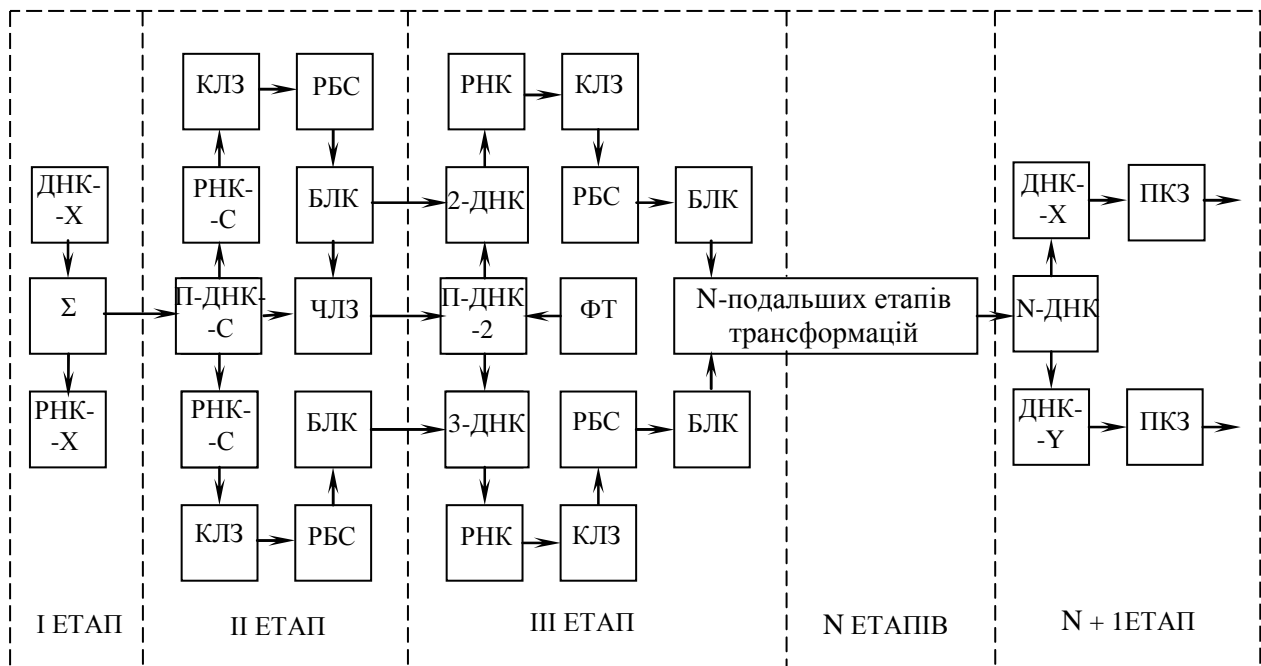 КЛЗ
РБС
РНК
КЛЗ
ДНК-
-Х
РНК-
-С
БЛК
2-ДНК
РБС
БЛК
ДНК-
-Х
ПКЗ
Σ
П-ДНК-
-С
ЧЛЗ
П-ДНК-
-2
ФТ
N-подальших етапів
трансформацій
N-ДНК
РНК-
-Х
РНК-
-С
БЛК
3-ДНК
РБС
БЛК
ДНК-
-Y
ПКЗ
КЛЗ
РБС
РНК
КЛЗ
І ЕТАП
ІІ ЕТАП
ІІІ ЕТАП
N ЕТАПІВ
N + 1ЕТАП